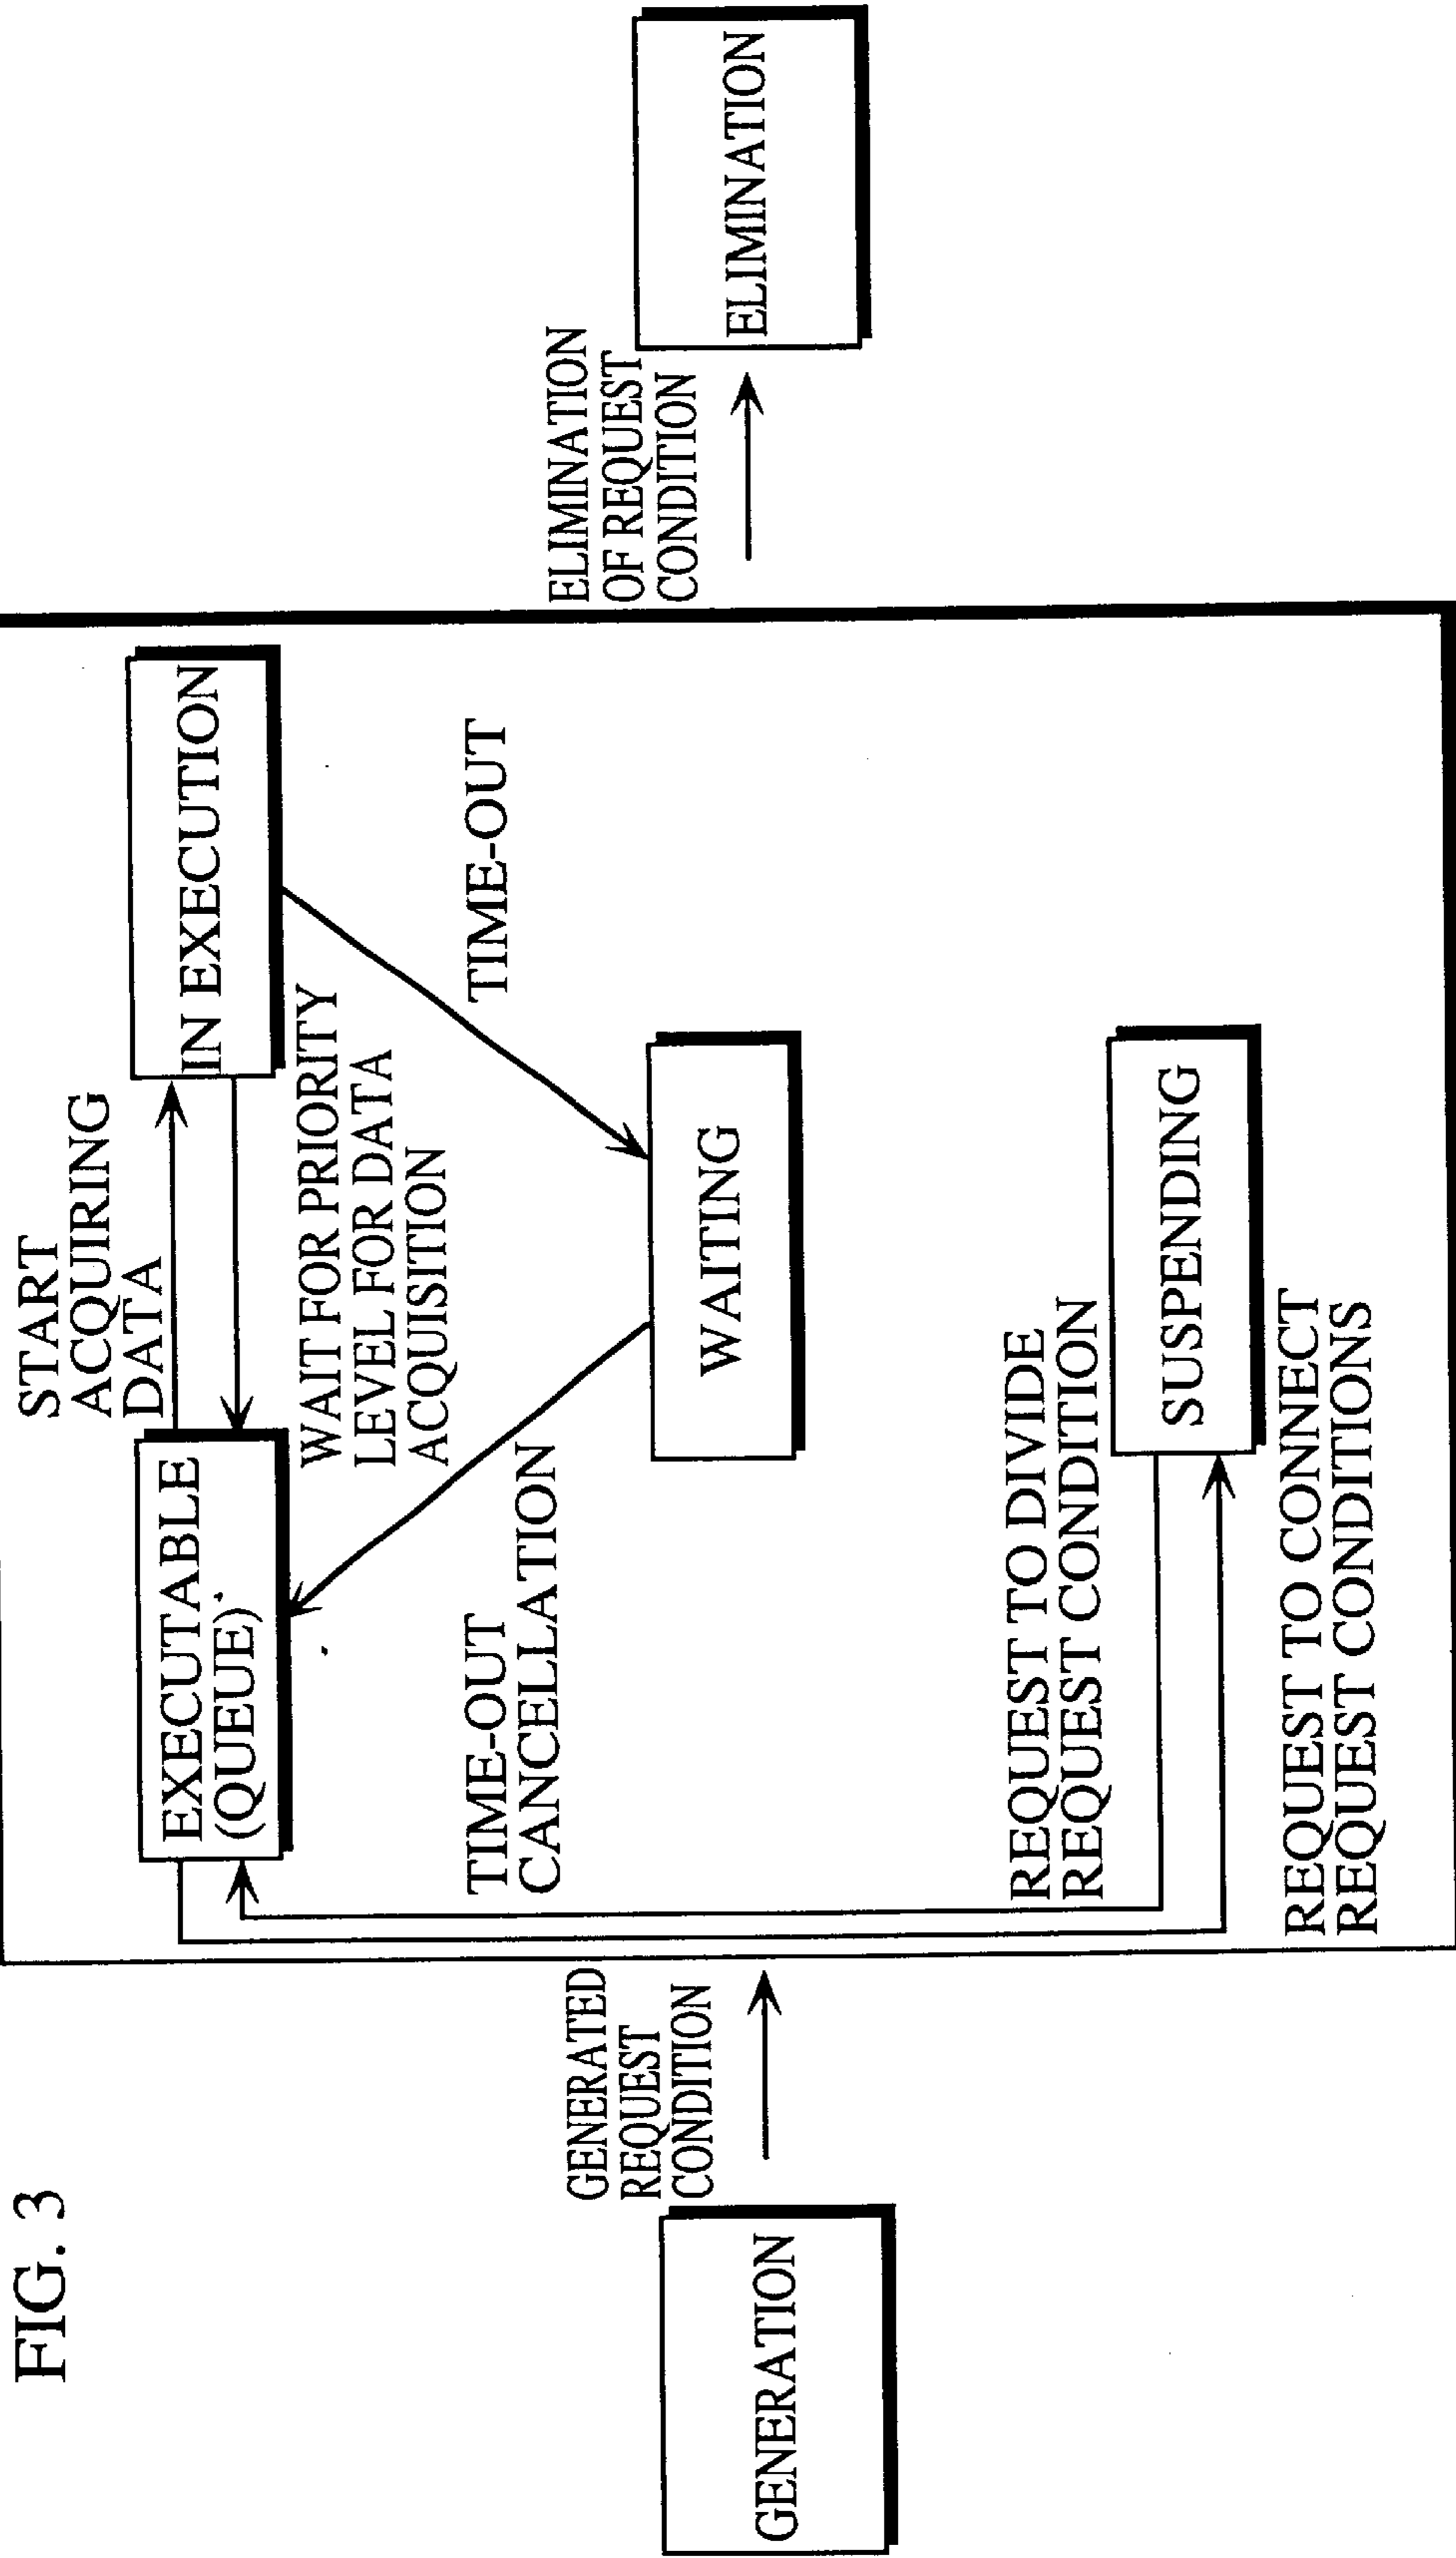 FIG. 3
GENERATION
GENERATED
REQUEST
CONDITION
EXECUTABLE
(QUEUE)
START
ACQUIRING
DATA
IN EXECUTION
WAIT FOR PRIORITY
LEVEL FOR DATA
ACQUISITION
TIME-OUT
CANCELLATION
TIME-OUT
WAITING
REQUEST TO DIVIDE
REQUEST CONDITION
SUSPENDING
REQUEST TO CONNECT
REQUEST CONDITIONS
ELIMINATION
OF REQUEST
CONDITION
ELIMINATION